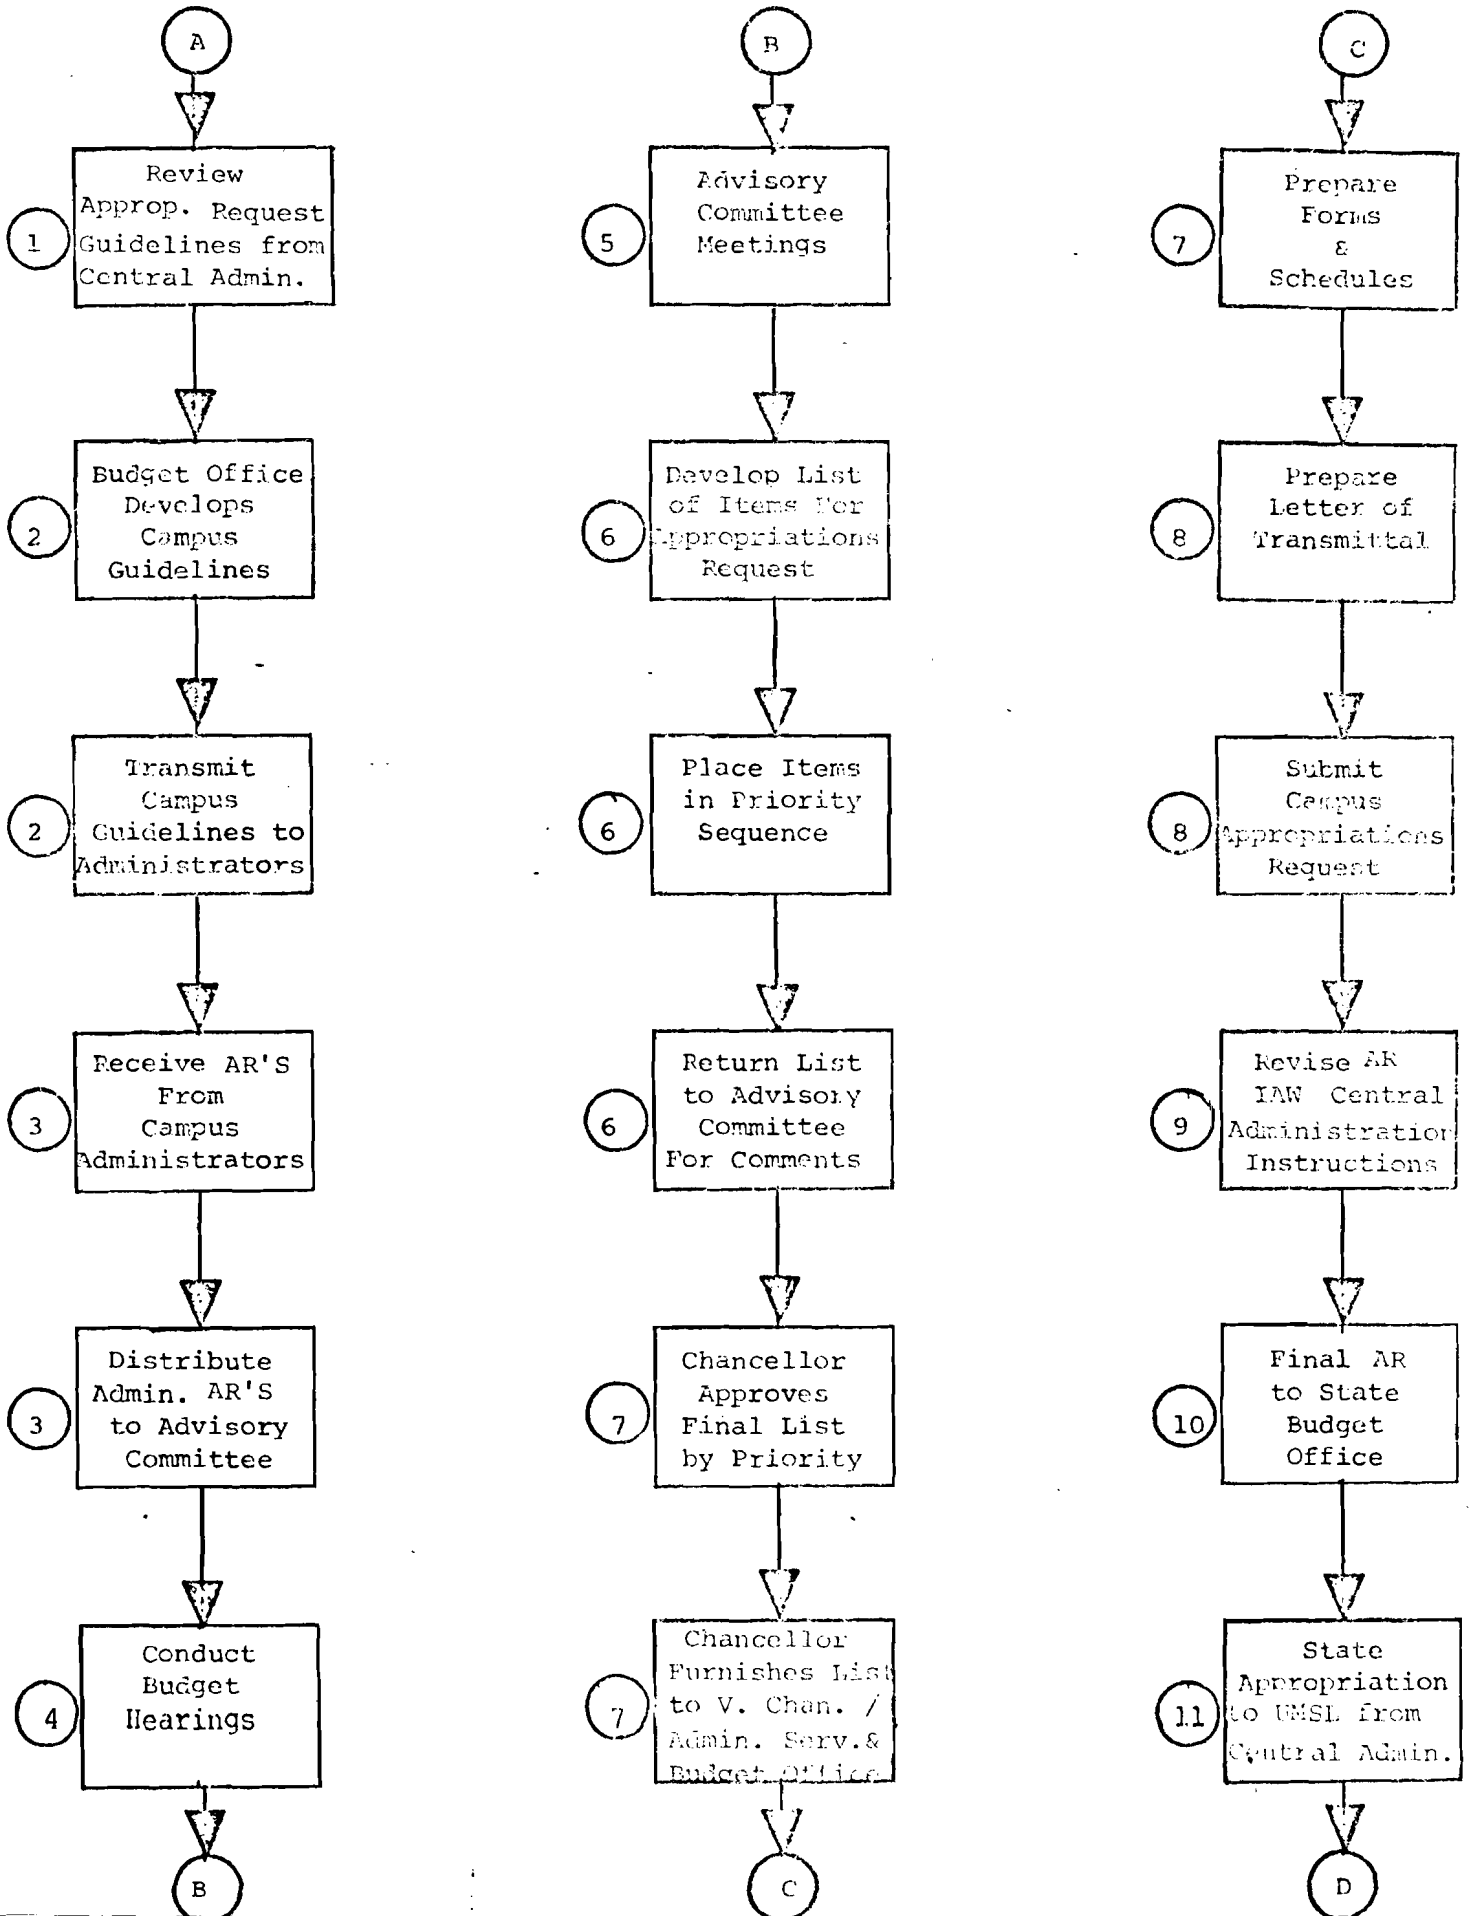 A
Review
Approp. Request
1
Guidelines from
Central Admin.
Budget Office
Develops
2
Campus
Guidelines
Transmit
Campus
2
Guidelines to
Administrators
Receive AR'S
From
3
Campus
Administrators
Distribute
Admin. AR'S
3
to Advisory
Committee
Conduct
Budget
4
Hearings
B
B
Advisory
Committee
5
Meetings
Develop List
of Items For
6
Appropriations
Request
Place Items
in Priority
6
Sequence
Return List
to Advisory
6
Committee
For Comments
Chancellor
Approves
7
Final List
by Priority
Chancellor
Furnishes List
7
to V. Chan. /
Admin. Serv.&
Budget Office
C
C
Prepare
Forms
7
&
Schedules
Prepare
Letter of
8
Transmittal
Submit
Campus
8
Appropriations
Request
Revise AR
IAW Central
9
Administration
Instructions
Final AR
to State
10
Budget
Office
State
Appropriation
11
to UMSL from
Central Admin.
D